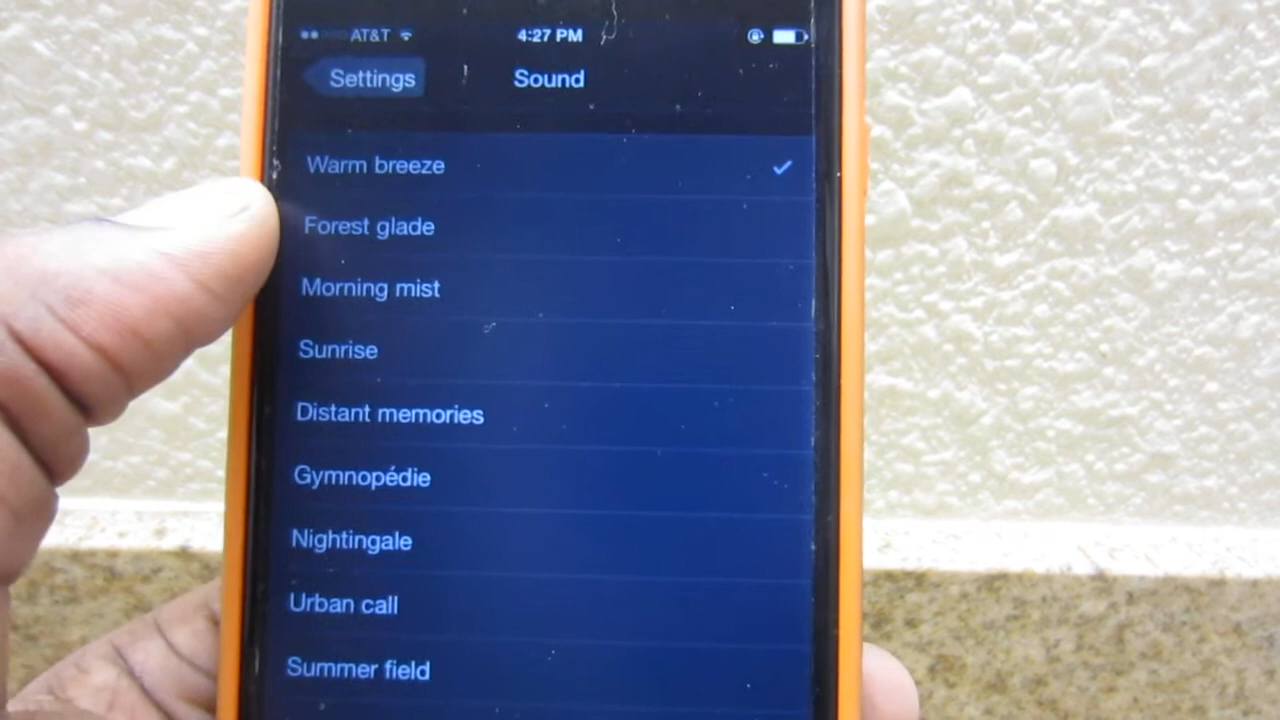 AT&T 4:27 PM
Settings Sound
Warm breeze
Forest glade
Morning mist
Sunrise
Distant memories
Gymnopédie
Nightingale
Urban call
Summer field